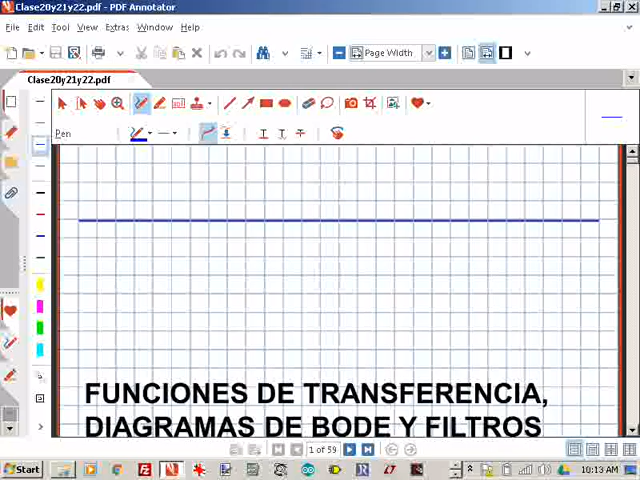 Clase20y21y22.pdf - PDF Annotator
File Edit Tool View Extras Window Help
Page Width
Clase20y21y22.pdf
Pen
FUNCIONES DE TRANSFERENCIA,
DIAGRAMAS DE BODE Y FILTROS
1 of 59
Start
10:13 AM